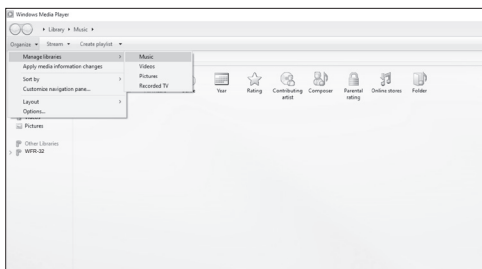 Windows Media Player
Library ▸ Music ▸
Organize Stream Create playlist
Manage libraries
Apply media information changes
Sort by
Customize navigation pane...
Layout
Options...
Music
Videos
Pictures
Recorded TV
Year
Rating
Contributing artist
Composer
Parental rating
Online stores
Folder
Pictures
Other Libraries
WFR-32